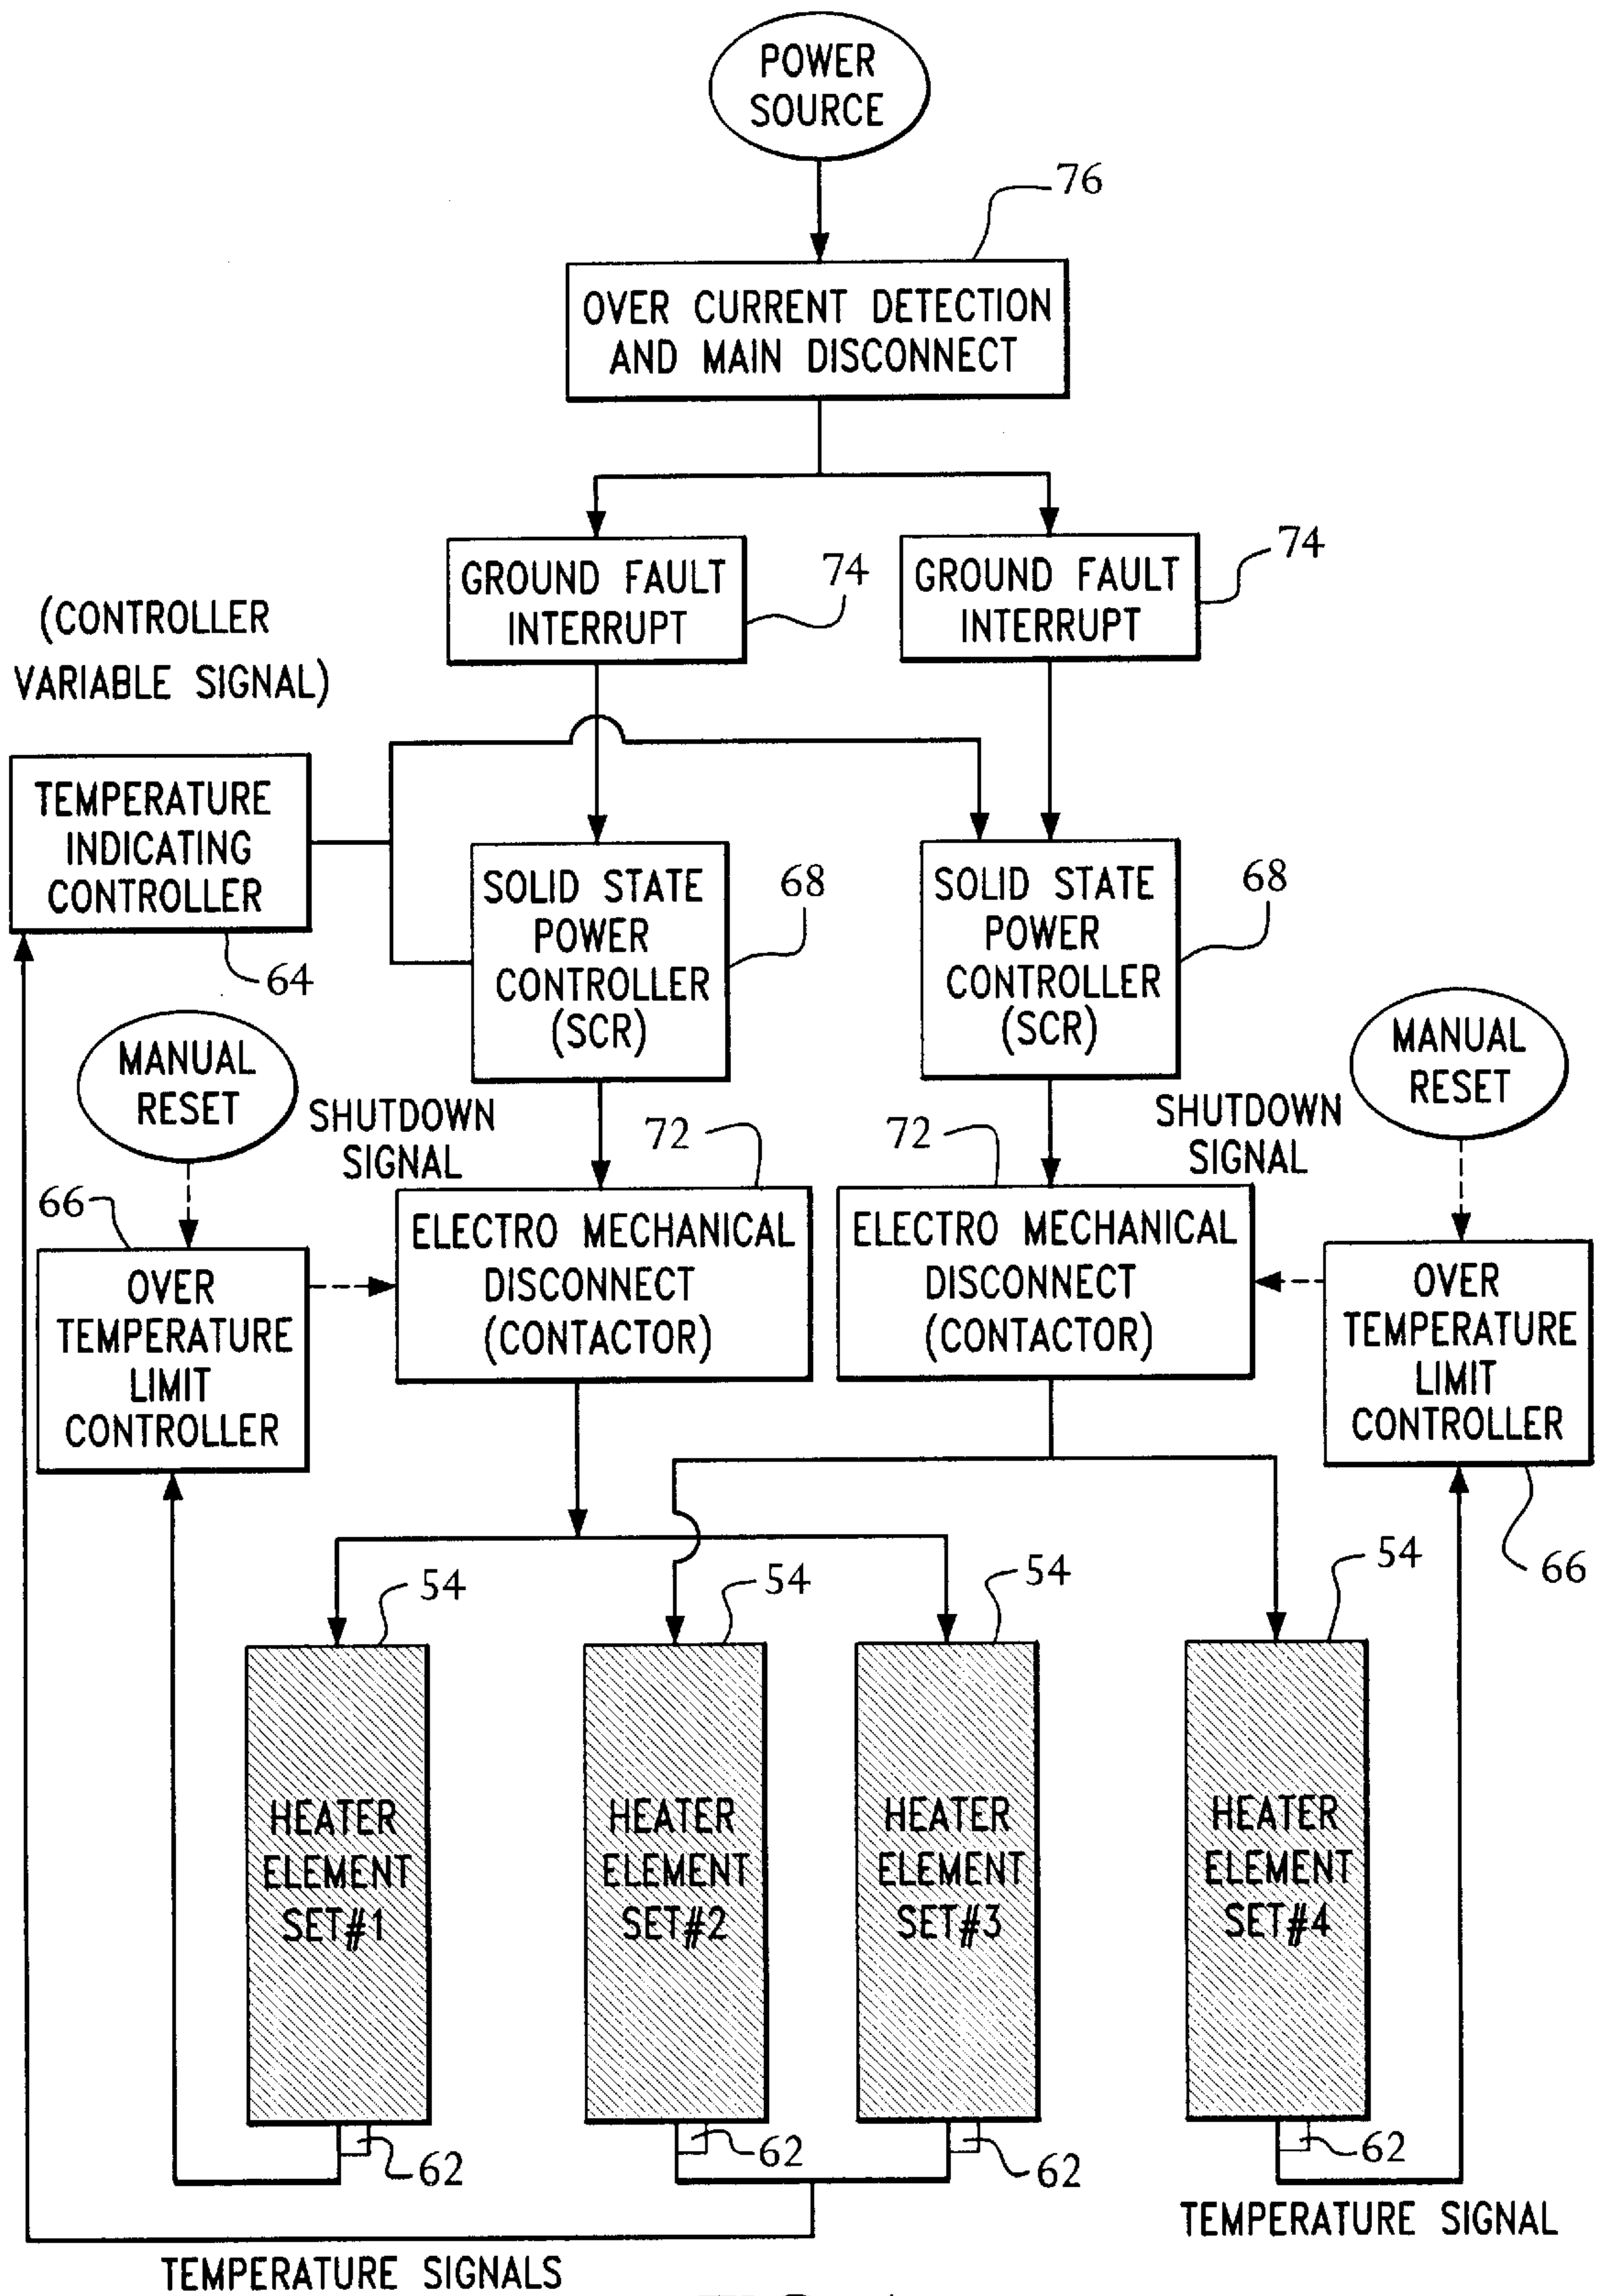 POWER
SOURCE
76
OVER CURRENT DETECTION
AND MAIN DISCONNECT
GROUND FAULT
INTERRUPT
74
GROUND FAULT
INTERRUPT
74
(CONTROLLER
VARIABLE SIGNAL)
TEMPERATURE
INDICATING
CONTROLLER
64
SOLID STATE
POWER
CONTROLLER
(SCR)
68
SOLID STATE
POWER
CONTROLLER
(SCR)
68
MANUAL
RESET
SHUTDOWN
SIGNAL
72
72
SHUTDOWN
SIGNAL
MANUAL
RESET
66
OVER
TEMPERATURE
LIMIT
CONTROLLER
ELECTRO MECHANICAL
DISCONNECT
(CONTACTOR)
ELECTRO MECHANICAL
DISCONNECT
(CONTACTOR)
OVER
TEMPERATURE
LIMIT
CONTROLLER
66
54
54
54
54
HEATER
ELEMENT
SET#1
HEATER
ELEMENT
SET#2
HEATER
ELEMENT
SET#3
HEATER
ELEMENT
SET#4
62
62
62
62
TEMPERATURE SIGNAL
TEMPERATURE SIGNALS